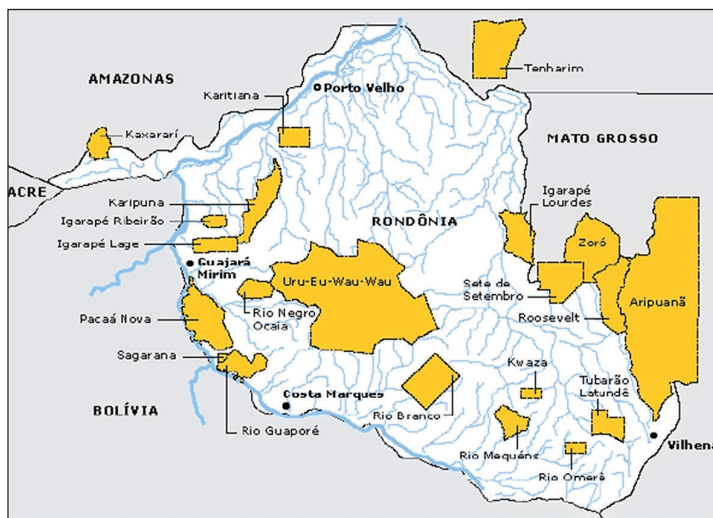 AMAZONAS
Tenharim
Karitiana
Porto Velho
Kaxararí
MATO GROSSO
ACRE
Karipuna
Igarapé
Lourdes
Igarapé Ribeirão
RONDÔNIA
Zoró
Igarapé Lage
Guajará
Mirim
Uru-Eu-Wau-Wau
Sete de
Setembro
Aripuanã
Rio Negro
Ocaia
Roosevelt
Pacaá Nova
Sagarana
Kwaza
Tubarão
Latundê
BOLÍVIA
Costa Marques
Rio Branco
Rio Guaporé
Vilhena
Rio Mequéns
Rio Omerê